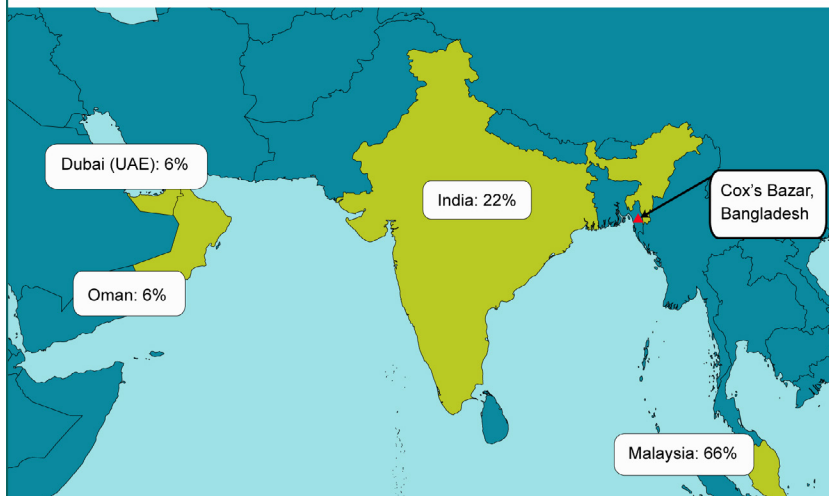 Dubai (UAE): 6%
India: 22%
Cox's Bazar,
Bangladesh
Oman: 6%
Malaysia: 66%